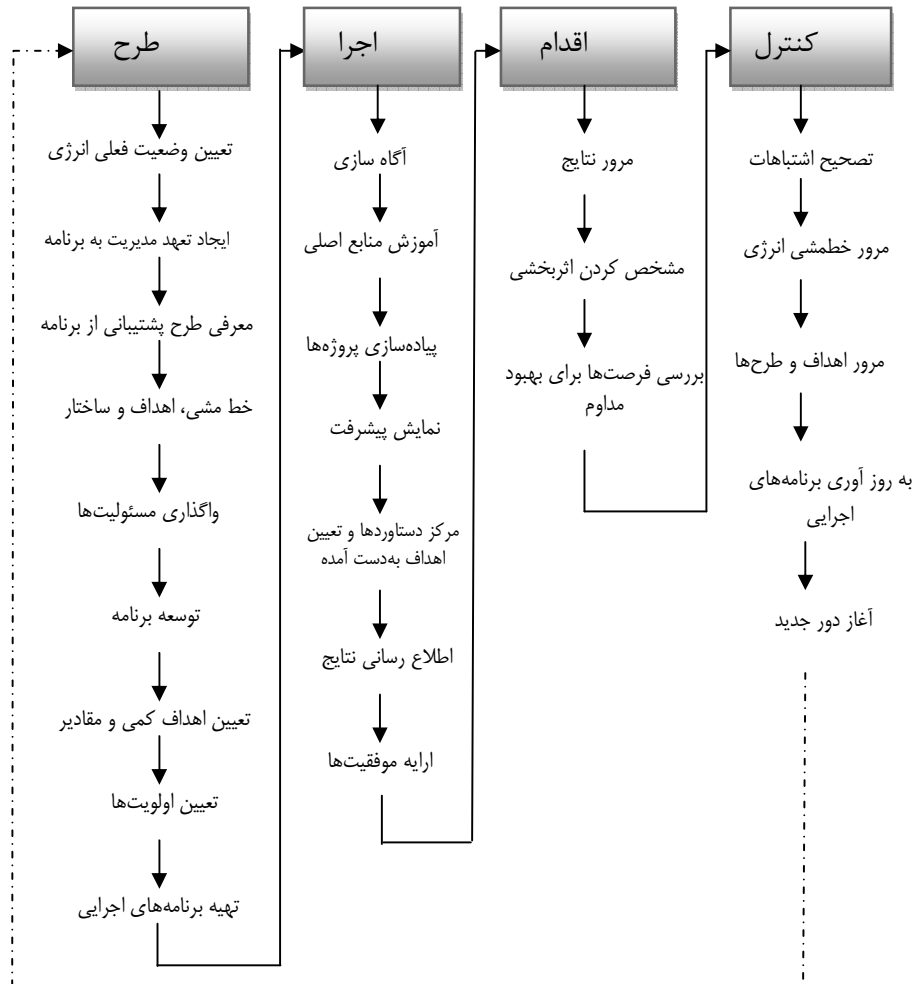 طرح
تعیین وضعیت فعلی انرژی
ایجاد تعهد مدیریت به برنامه
معرفی طرح پشتیبانی از برنامه
خط مشی، اهداف و ساختار
واگذاری مسئولیت‌ها
توسعه برنامه
تعیین اهداف کمی و مقادیر
تعیین اولویت‌ها
تهیه برنامه‌های اجرایی
اجرا
آگاه سازی
آموزش منابع اصلی
پیاده‌سازی پروژه‌ها
نمایش پیشرفت
مرکز دستاوردها و تعیین
اهداف به‌دست آمده
اطلاع رسانی نتایج
ارایه موفقیت‌ها
اقدام
مرور نتایج
مشخص کردن اثربخشی
بررسی فرصت‌ها برای بهبود
مداوم
کنترل
تصحیح اشتباهات
مرور خطمشی انرژی
مرور اهداف و طرح‌ها
به روز آوری برنامه‌های
اجرایی
آغاز دور جدید